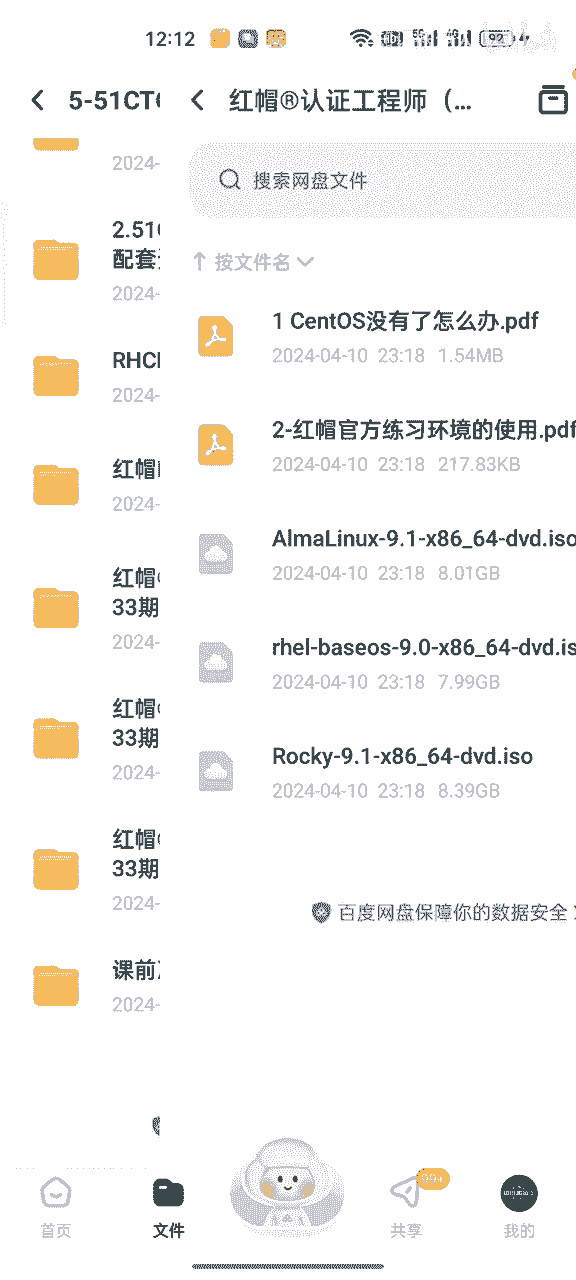 12:12
92
5-51CT
红帽®认证工程师（...
搜索网盘文件
按文件名
2024-
2.51
配套
2024-
RHC
2024-
红帽
2024-
红帽
33期
2024-
红帽
33期
2024-
红帽
33期
2024-
课前
2024-
1 CentOS没有了怎么办.pdf
2024-04-10 23:18 1.54MB
2-红帽官方练习环境的使用.pdf
2024-04-10 23:18 217.83KB
AlmaLinux-9.1-x86_64-dvd.iso
2024-04-10 23:18 8.01GB
rhel-baseos-9.0-x86_64-dvd.is
2024-04-10 23:18 7.99GB
Rocky-9.1-x86_64-dvd.iso
2024-04-10 23:18 8.39GB
百度网盘保障你的数据安全
99+
首页
文件
共享
我的